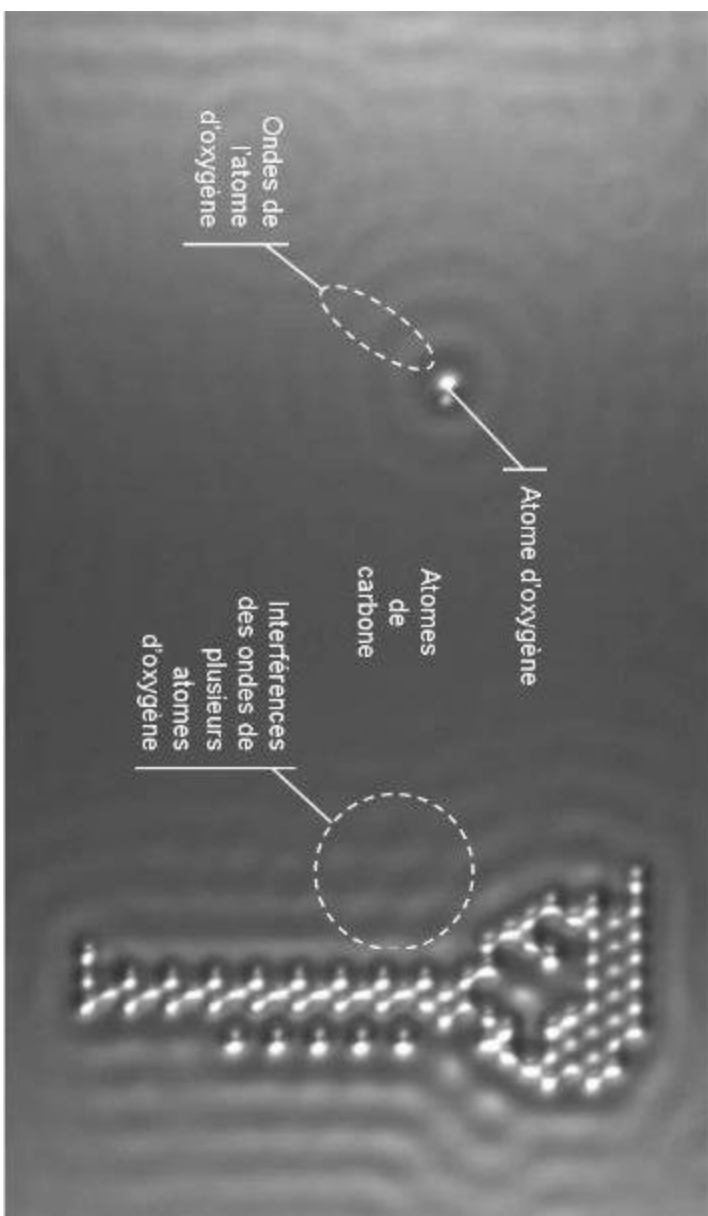 Ondes de
l'atome
d'oxygène
Atome d'oxygène
Atomes
de
carbone
Interférences
des ondes de
plusieurs
atomes
d'oxygène